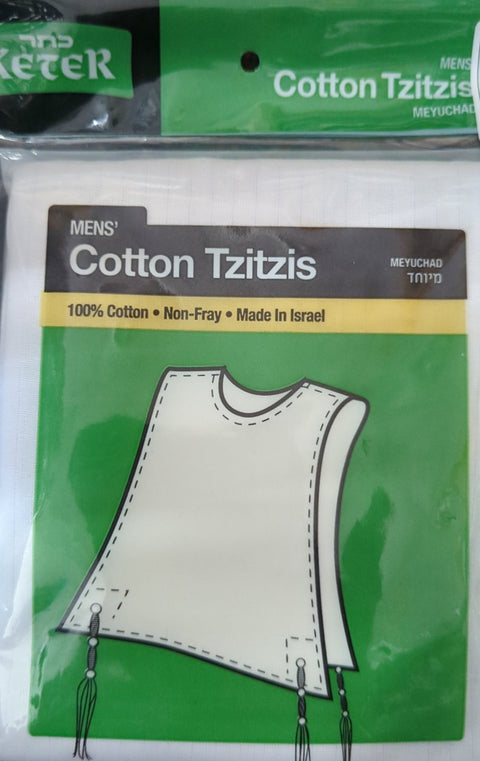 כתר
KETER
MENS
Cotton Tzitzis
MEYUCHAD
MENS'
Cotton Tzitzis
MEYUCHAD
מיוחד
100% Cotton • Non-Fray • Made In Israel